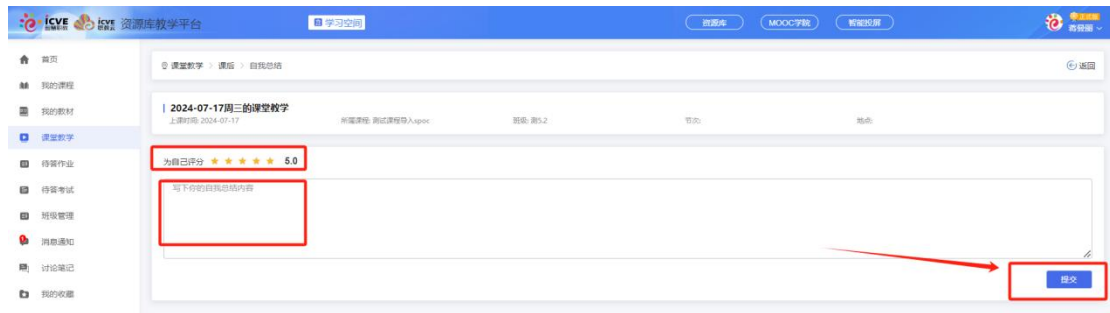 icve icve 资源库教学平台 学习空间 资源库 MOOC学院 智能投屏
首页
课堂教学 > 课后 > 自我总结 返回
我的课程
我的教材
2024-07-17周三的课堂教学
上课时间: 2024-07-17 所属课程: 测试课程导入spoc 班级: 测5.2 节次: 地点:
课堂教学
待答作业
为自己评分 5.0
待答考试
写下你的自我总结内容
班级管理
消息通知
讨论笔记
提交
我的收藏